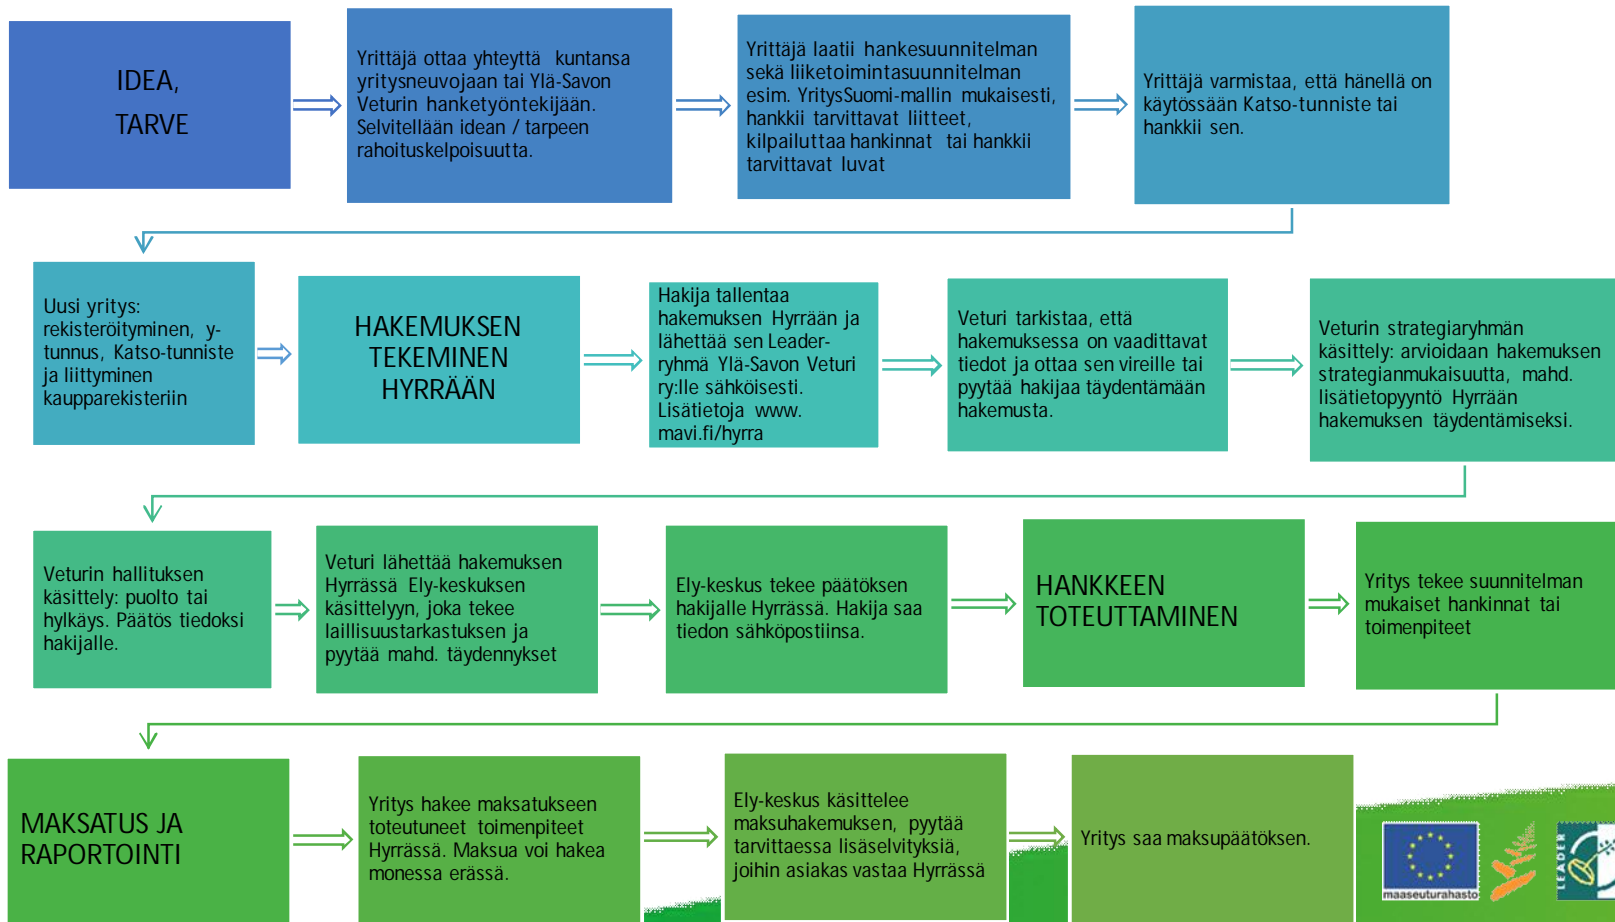 IDEA,
TARVE
Yrittäjä ottaa yhteyttä kuntansa
yritysneuvojaan tai Ylä-Savon
Veturin hanketyöntekijään.
Selvitellään idean / tarpeen
rahoituskelpoisuutta.
Yrittäjä laatii hankesuunnitelman
sekä liiketoimintasuunnitelman
esim. YritysSuomi-mallin mukaisesti,
hankkii tarvittavat liitteet,
kilpailuttaa hankinnat tai hankkii
tarvittavat luvat
Yrittäjä varmistaa, että hänellä on
käytössään Katso-tunniste tai
hankkii sen.
Uusi yritys:
rekisteröityminen, y-
tunnus, Katso-tunniste
ja liittyminen
kaupparekisteriin
HAKEMUKSEN
TEKEMINEN
HYRRÄÄN
Hakija tallentaa
hakemuksen Hyrrään ja
lähettää sen Leader-
ryhmä Ylä-Savon Veturi
ry:lle sähköisesti.
Lisätietoja www.
mavi.fi/hyrra
Veturi tarkistaa, että
hakemuksessa on vaadittavat
tiedot ja ottaa sen vireille tai
pyytää hakijaa täydentämään
hakemusta.
Veturin strategiaryhmän
käsittely: arvioidaan hakemuksen
strategianmukaisuutta, mahd.
lisätietopyyntö Hyrrään
hakemuksen täydentämiseksi.
Veturin hallituksen
käsittely: puolto tai
hylkäys. Päätös tiedoksi
hakijalle.
Veturi lähettää hakemuksen
Hyrrässä Ely-keskuksen
käsittelyyn, joka tekee
laillisuustarkastuksen ja
pyytää mahd. täydennykset
Ely-keskus tekee päätöksen
hakijalle Hyrrässä. Hakija saa
tiedon sähköpostiinsa.
HANKKEEN
TOTEUTTAMINEN
Yritys tekee suunnitelman
mukaiset hankinnat tai
toimenpiteet
MAKSATUS JA
RAPORTOINTI
Yritys hakee maksatukseen
toteutuneet toimenpiteet
Hyrrässä. Maksua voi hakea
monessa erässä.
Ely-keskus käsittelee
maksuhakemuksen, pyytää
tarvittaessa lisäselvityksiä,
joihin asiakas vastaa Hyrrässä
Yritys saa maksupäätöksen.
maaseuturahasto
LEADER